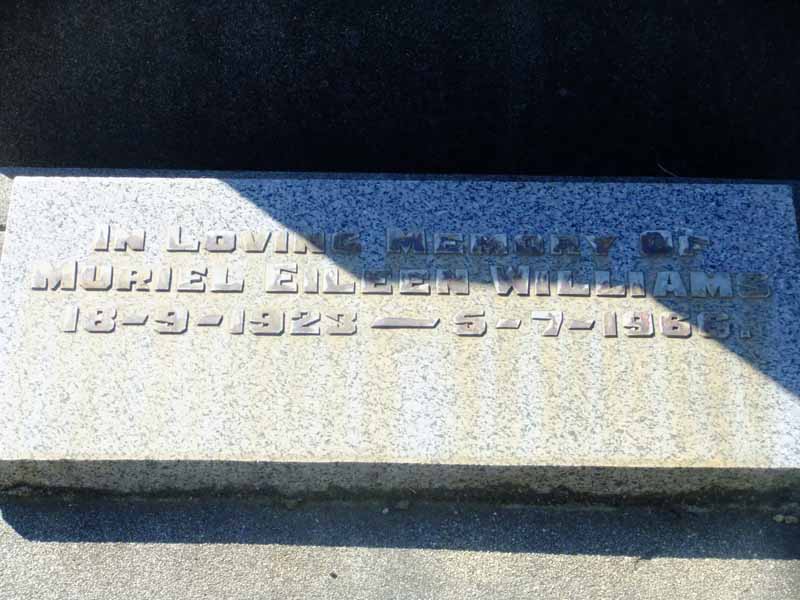 IN LOVING MEMORY OF
MURIEL EILEEN WILLIAMS
18-9-1923 — 5-7-1966.